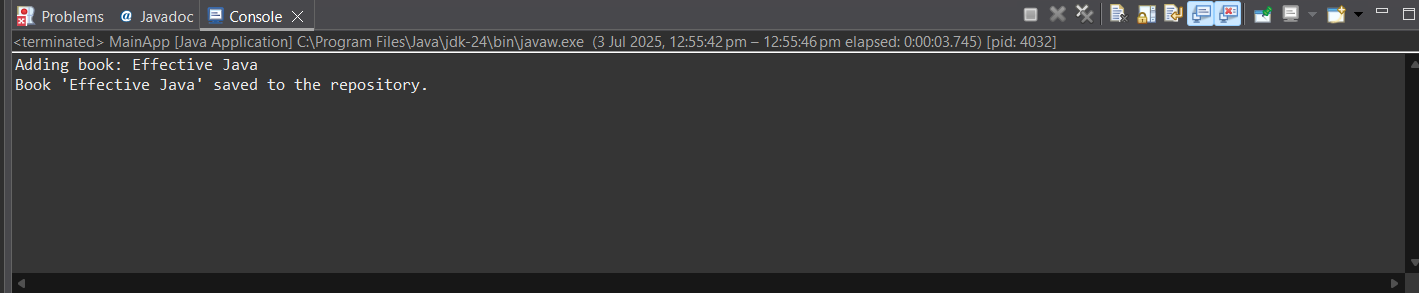 Problems @ Javadoc Console
<terminated> MainApp [Java Application] C:\Program Files\Java\jdk-24\bin\javaw.exe (3 Jul 2025, 12:55:42 pm – 12:55:46 pm elapsed: 0:00:03.745) [pid: 4032]
Adding book: Effective Java
Book 'Effective Java' saved to the repository.